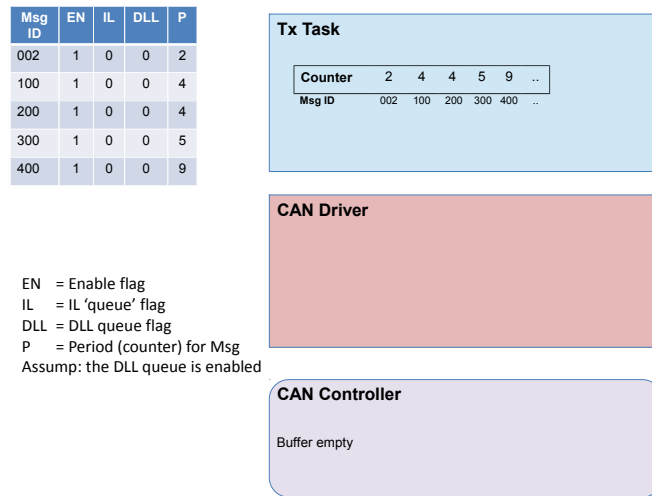 Msg ID EN IL DLL P
002 1 0 0 2
100 1 0 0 4
200 1 0 0 4
300 1 0 0 5
400 1 0 0 9
EN = Enable flag
IL = IL ‘queue’ flag
DLL = DLL queue flag
P = Period (counter) for Msg
Assump: the DLL queue is enabled
Tx Task
Counter 2 4 4 5 9 ..
Msg ID 002 100 200 300 400 ..
CAN Driver
CAN Controller
Buffer empty